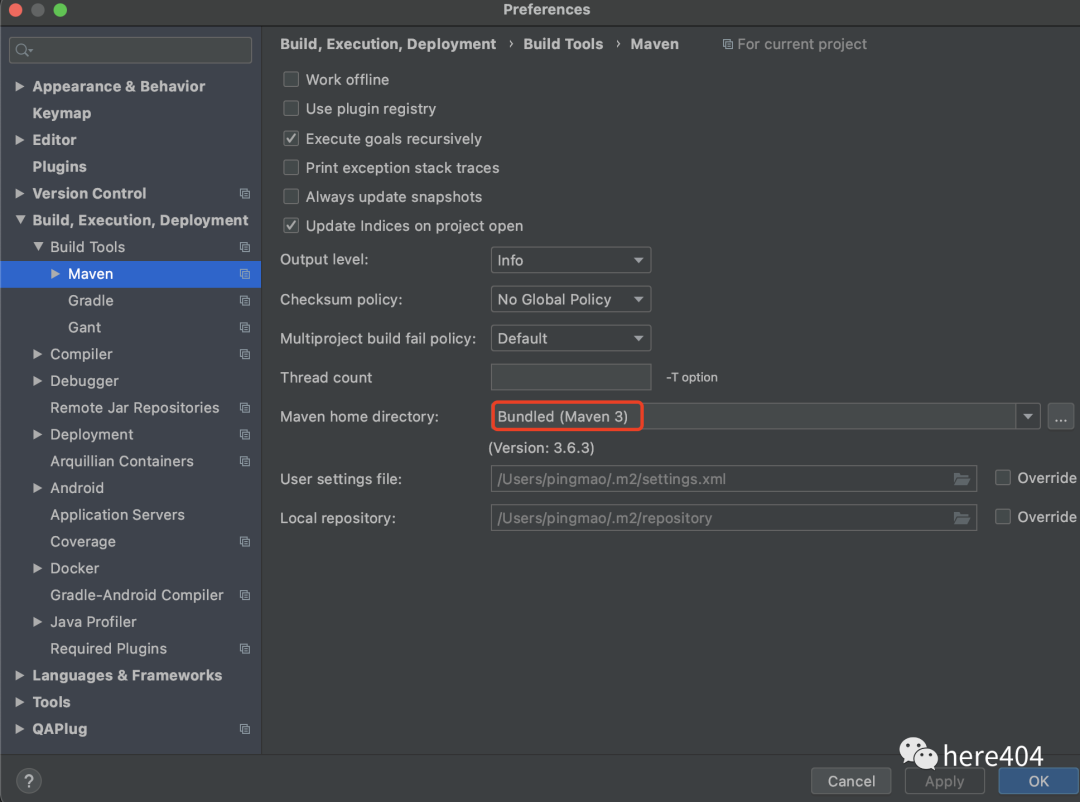 Preferences
Build, Execution, Deployment › Build Tools › Maven For current project
Appearance & Behavior
Keymap
Editor
Plugins
Version Control
Build, Execution, Deployment
Build Tools
Maven
Gradle
Gant
Compiler
Debugger
Remote Jar Repositories
Deployment
Arquillian Containers
Android
Application Servers
Coverage
Docker
Gradle-Android Compiler
Java Profiler
Required Plugins
Languages & Frameworks
Tools
QAPlug
Work offline
Use plugin registry
Execute goals recursively
Print exception stack traces
Always update snapshots
Update Indices on project open
Output level: Info
Checksum policy: No Global Policy
Multiproject build fail policy: Default
Thread count -T option
Maven home directory: Bundled (Maven 3) ...
(Version: 3.6.3)
User settings file: /Users/pingmao/.m2/settings.xml Override
Local repository: /Users/pingmao/.m2/repository Override
here404
? Cancel Apply OK